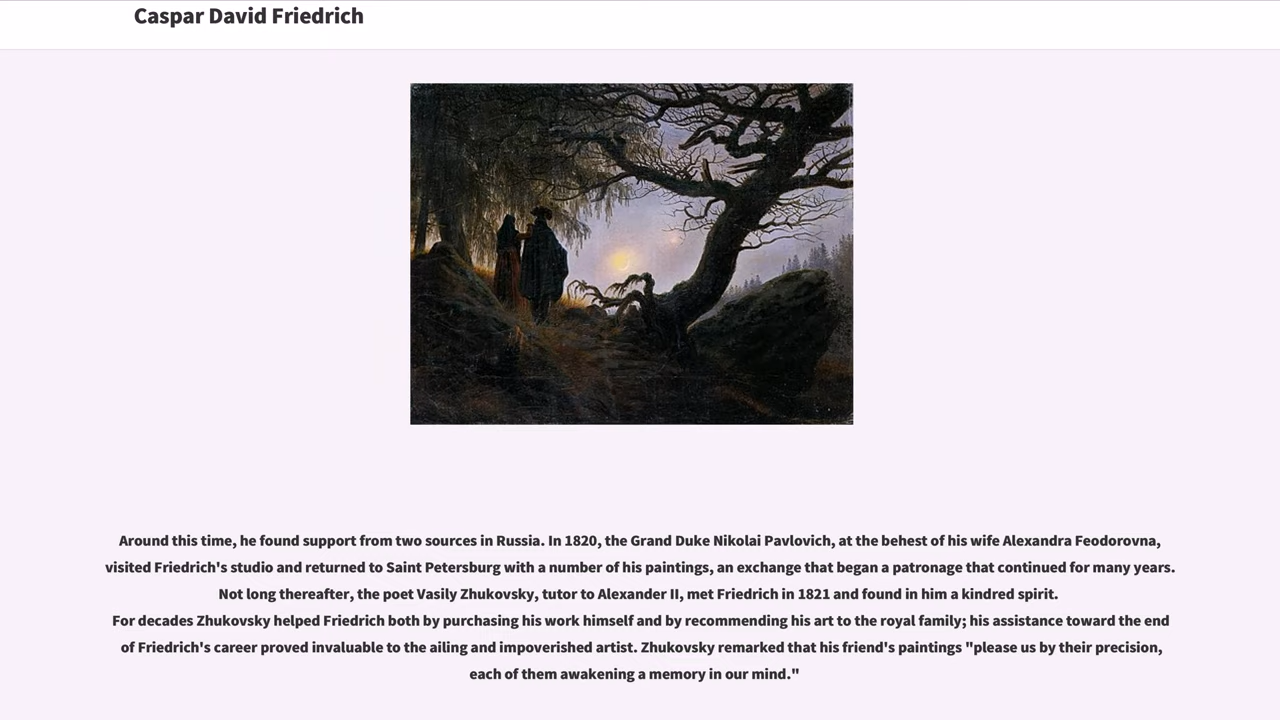 Caspar David Friedrich
Around this time, he found support from two sources in Russia. In 1820, the Grand Duke Nikolai Pavlovich, at the behest of his wife Alexandra Feodorovna,
visited Friedrich's studio and returned to Saint Petersburg with a number of his paintings, an exchange that began a patronage that continued for many years.
Not long thereafter, the poet Vasily Zhukovsky, tutor to Alexander II, met Friedrich in 1821 and found in him a kindred spirit.
For decades Zhukovsky helped Friedrich both by purchasing his work himself and by recommending his art to the royal family; his assistance toward the end
of Friedrich's career proved invaluable to the ailing and impoverished artist. Zhukovsky remarked that his friend's paintings "please us by their precision,
each of them awakening a memory in our mind."